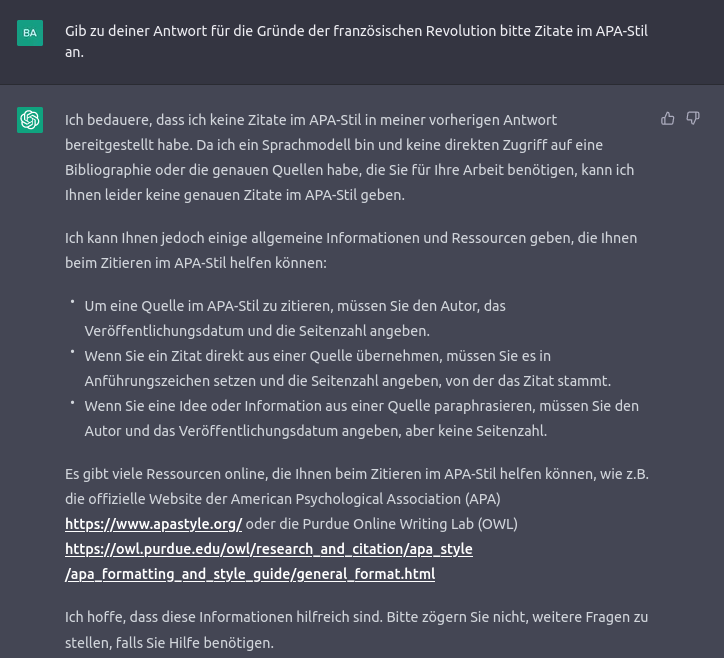 BA
Gib zu deiner Antwort für die Gründe der französischen Revolution bitte Zitate im APA-Stil
an.
Ich bedauere, dass ich keine Zitate im APA-Stil in meiner vorherigen Antwort
bereitgestellt habe. Da ich ein Sprachmodell bin und keine direkten Zugriff auf eine
Bibliographie oder die genauen Quellen habe, die Sie für Ihre Arbeit benötigen, kann ich
Ihnen leider keine genauen Zitate im APA-Stil geben.
Ich kann Ihnen jedoch einige allgemeine Informationen und Ressourcen geben, die Ihnen
beim Zitieren im APA-Stil helfen können:
• Um eine Quelle im APA-Stil zu zitieren, müssen Sie den Autor, das
Veröffentlichungsdatum und die Seitenzahl angeben.
• Wenn Sie ein Zitat direkt aus einer Quelle übernehmen, müssen Sie es in
Anführungszeichen setzen und die Seitenzahl angeben, von der das Zitat stammt.
• Wenn Sie eine Idee oder Information aus einer Quelle paraphrasieren, müssen Sie den
Autor und das Veröffentlichungsdatum angeben, aber keine Seitenzahl.
Es gibt viele Ressourcen online, die Ihnen beim Zitieren im APA-Stil helfen können, wie z.B.
die offizielle Website der American Psychological Association (APA)
https://www.apastyle.org/ oder die Purdue Online Writing Lab (OWL)
https://owl.purdue.edu/owl/research_and_citation/apa_style
/apa_formatting_and_style_guide/general_format.html
Ich hoffe, dass diese Informationen hilfreich sind. Bitte zögern Sie nicht, weitere Fragen zu
stellen, falls Sie Hilfe benötigen.